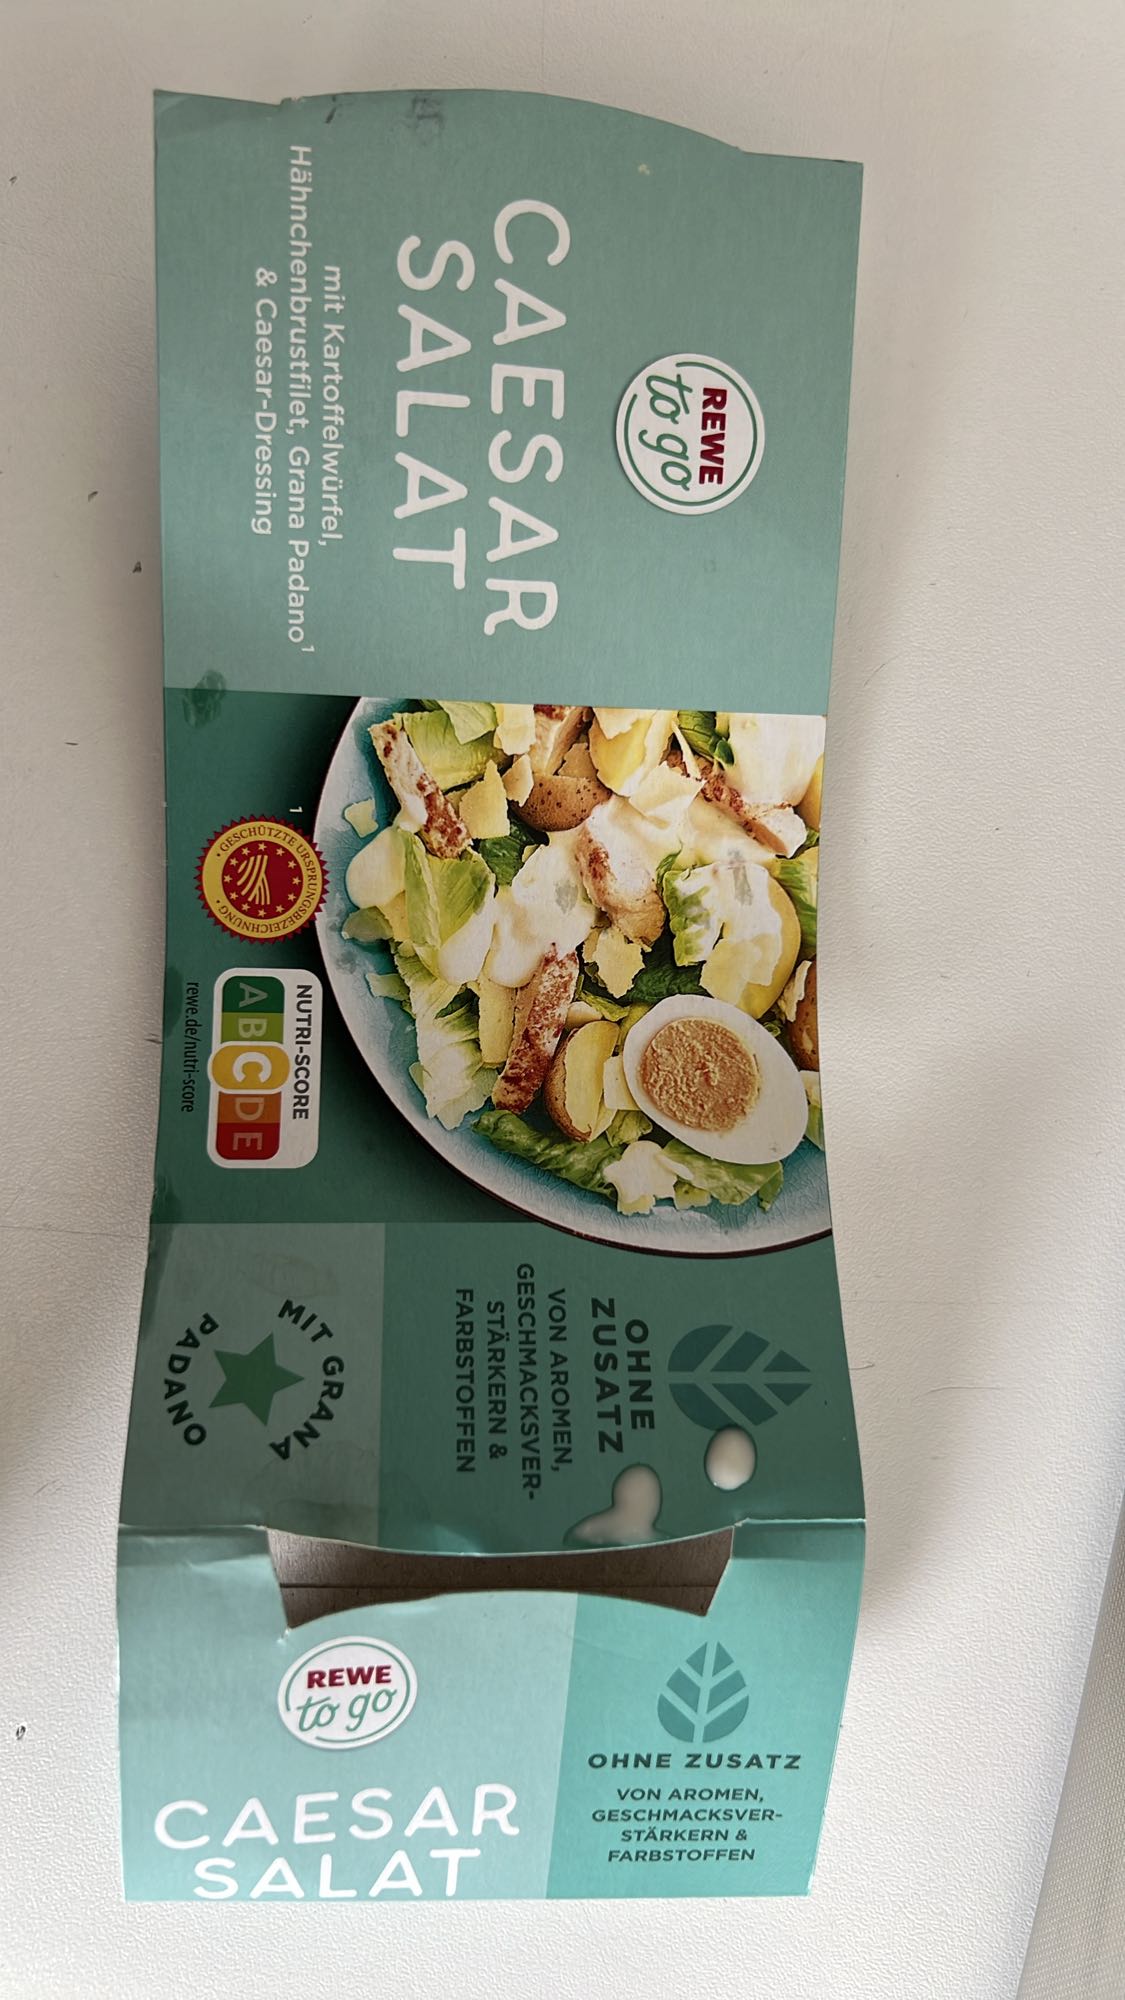 REWE
to go
CAESAR
SALAT
mit Kartoffelwürfel,
Hähnchenbrustfilet, Grana Padano¹
& Caesar-Dressing
1
GESCHÜTZTE URSPRUNGSBEZEICHNUNG
NUTRI-SCORE
A B C D E
rewe.de/nutri-score
OHNE
ZUSATZ
VON AROMEN,
GESCHMACKSVER-
STÄRKERN &
FARBSTOFFEN
MIT GRANA
PADANO
REWE
to go
CAESAR
SALAT
OHNE ZUSATZ
VON AROMEN,
GESCHMACKSVER-
STÄRKERN &
FARBSTOFFEN